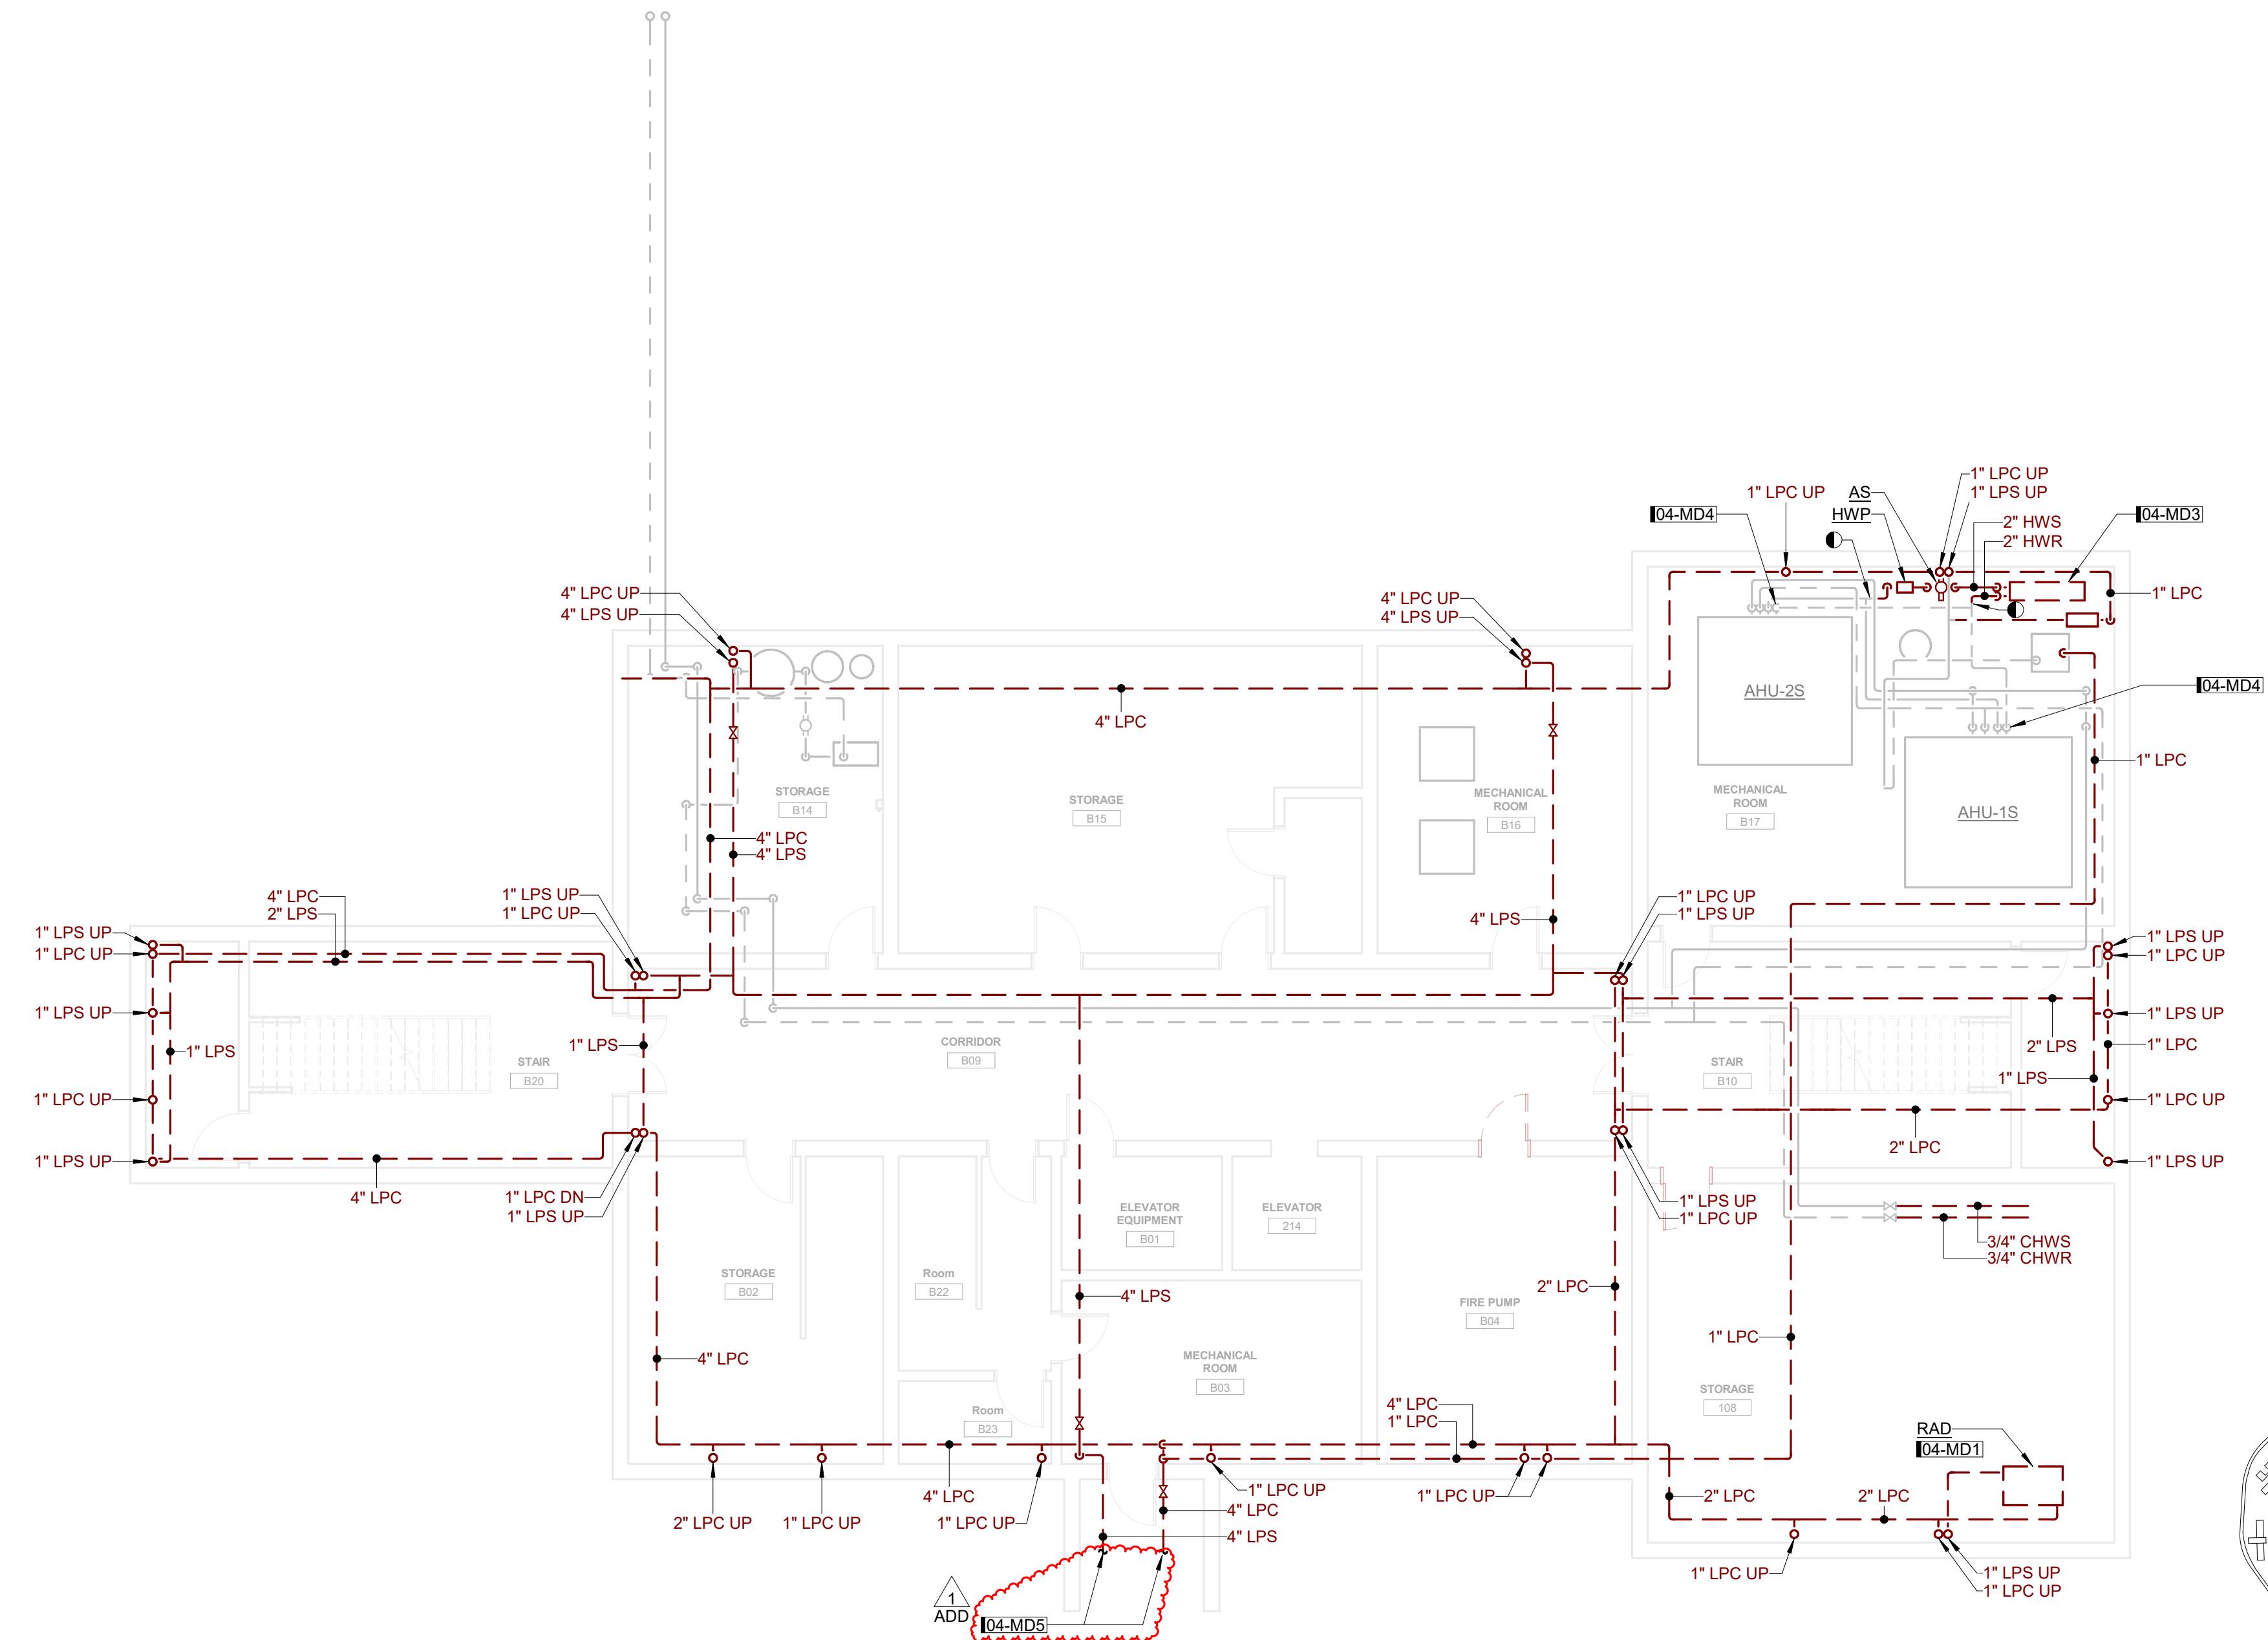 1" LPC UP
1" LPC UP
AS
1" LPS UP
04-MD4
HWP
2" HWS
04-MD3
2" HWR
4" LPC UP
4" LPS UP
4" LPC UP
4" LPS UP
1" LPC
AHU-2S
04-MD4
4" LPC
1" LPC
STORAGE
B14
STORAGE
B15
MECHANICAL
ROOM
B16
MECHANICAL
ROOM
B17
AHU-1S
4" LPC
4" LPS
4" LPC
2" LPS
1" LPS UP
1" LPC UP
1" LPC UP
1" LPS UP
4" LPS
1" LPS UP
1" LPC UP
1" LPS UP
1" LPC UP
1" LPS UP
1" LPS
STAIR
B20
1" LPS
CORRIDOR
B09
STAIR
B10
2" LPS
1" LPS UP
1" LPC
1" LPS
1" LPC UP
1" LPC UP
2" LPC
1" LPS UP
1" LPS UP
4" LPC
1" LPC DN
1" LPS UP
ELEVATOR
EQUIPMENT
B01
ELEVATOR
214
1" LPS UP
1" LPC UP
3/4" CHWS
3/4" CHWR
STORAGE
B02
Room
B22
4" LPS
FIRE PUMP
B04
2" LPC
1" LPC
4" LPC
MECHANICAL
ROOM
B03
STORAGE
108
Room
B23
4" LPC
1" LPC
RAD
04-MD1
4" LPC
1" LPC UP
1" LPC UP
2" LPC
2" LPC
2" LPC UP
1" LPC UP
1" LPC UP
4" LPC
4" LPS
1" LPC UP
1" LPS UP
1" LPC UP
1
ADD
04-MD5